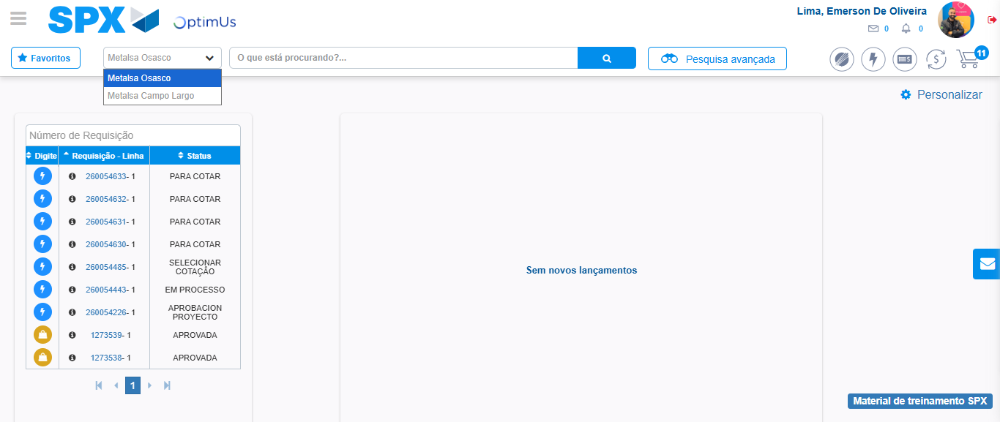 SPX
OptimUs
Lima, Emerson De Oliveira
0 0
Favoritos
Metalsa Osasco
O que está procurando?...
Pesquisa avançada
$
11
Metalsa Osasco
Metalsa Campo Largo
Personalizar
Número de Requisição
Digite Requisição - Linha Status
260054633- 1 PARA COTAR
260054632- 1 PARA COTAR
260054631- 1 PARA COTAR
260054630- 1 PARA COTAR
260054485- 1 SELECIONAR
COTAÇÃO
260054443- 1 EM PROCESSO
260054226- 1 APROBACION
PROYECTO
1273539- 1 APROVADA
1273538- 1 APROVADA
1
Sem novos lançamentos
Material de treinamento SPX